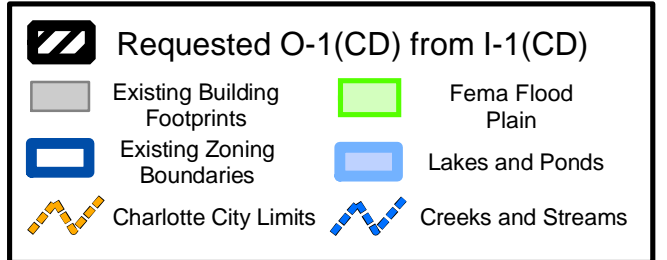 Requested O-1(CD) from I-1(CD)
Existing Building
Footprints
Fema Flood
Plain
Existing Zoning
Boundaries
Lakes and Ponds
Charlotte City Limits
Creeks and Streams